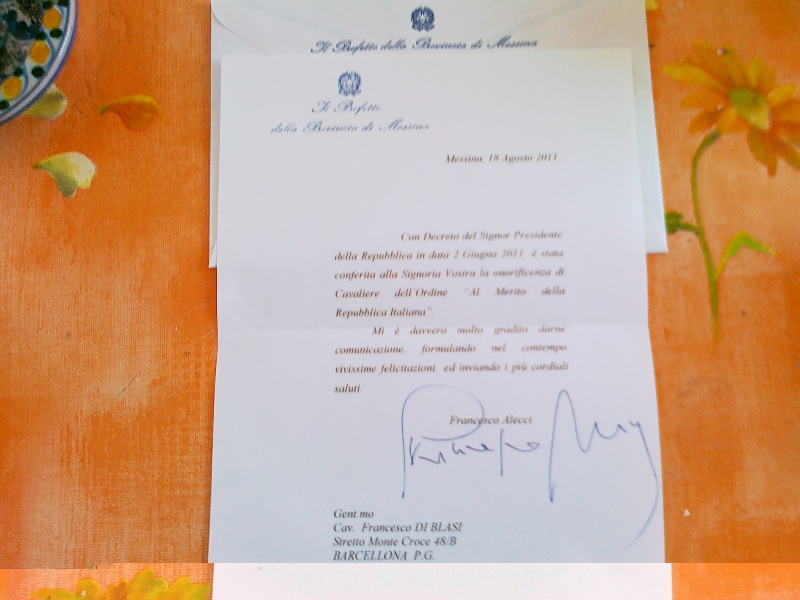 Il Prefetto della Provincia di Messina
Il Prefetto
della Provincia di Messina
Messina, 18 Agosto 2011
Con Decreto del Signor Presidente
della Repubblica in data 2 Giugno 2011 è stata
conferita alla Signoria Vostra la onorificenza di
Cavaliere dell'Ordine "Al Merito della
Repubblica Italiana".
Mi è davvero molto gradito darne
comunicazione, formulando nel contempo
vivissime felicitazioni ed inviando i più cordiali
saluti.
Francesco Alecci
Gent.mo
Cav. Francesco DI BLASI
Stretto Monte Croce 48/B
BARCELLONA P.G.